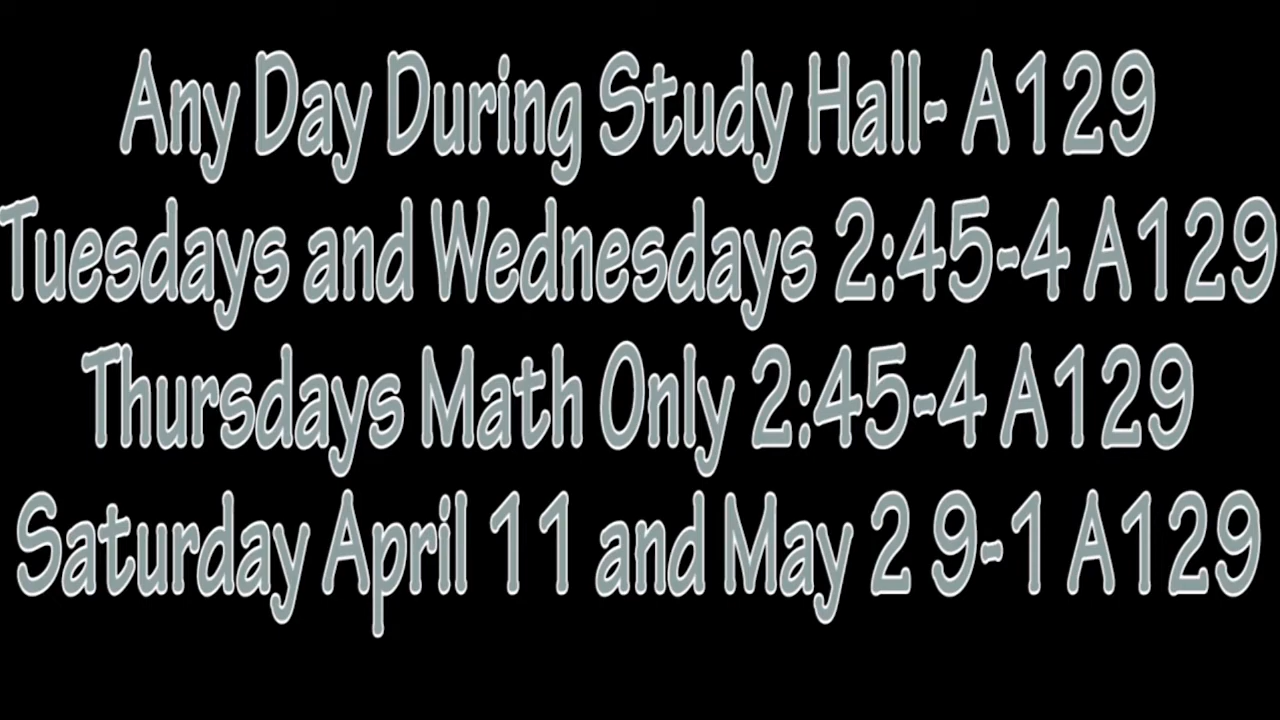 Any Day During Study Hall- A129
Tuesdays and Wednesdays 2:45-4 A129
Thursdays Math Only 2:45-4 A129
Saturday April 11 and May 2 9-1 A129